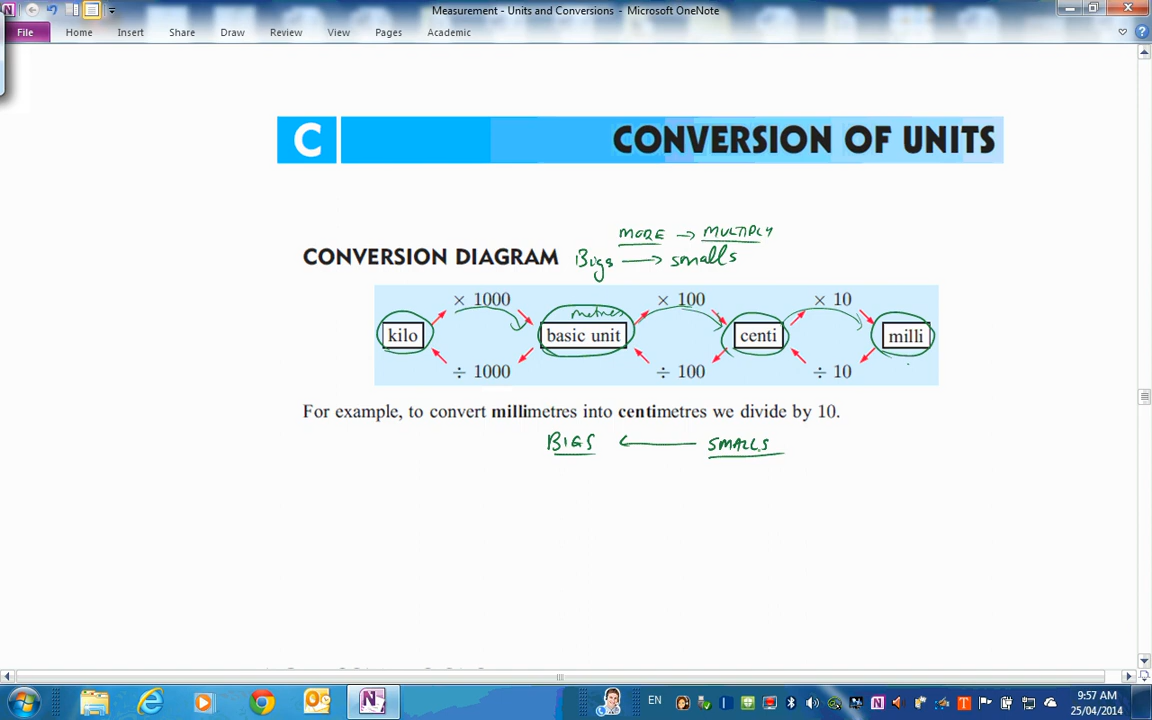 Measurement - Units and Conversions - Microsoft OneNote
File Home Insert Share Draw Review View Pages Academic
C CONVERSION OF UNITS
MORE → MULTIPLY
CONVERSION DIAGRAM Bigs → smalls
× 1000 × 100 × 10
metres
kilo basic unit centi milli
÷ 1000 ÷ 100 ÷ 10
For example, to convert millimetres into centimetres we divide by 10.
BIGS ← SMALLS
EN
9:57 AM
25/04/2014